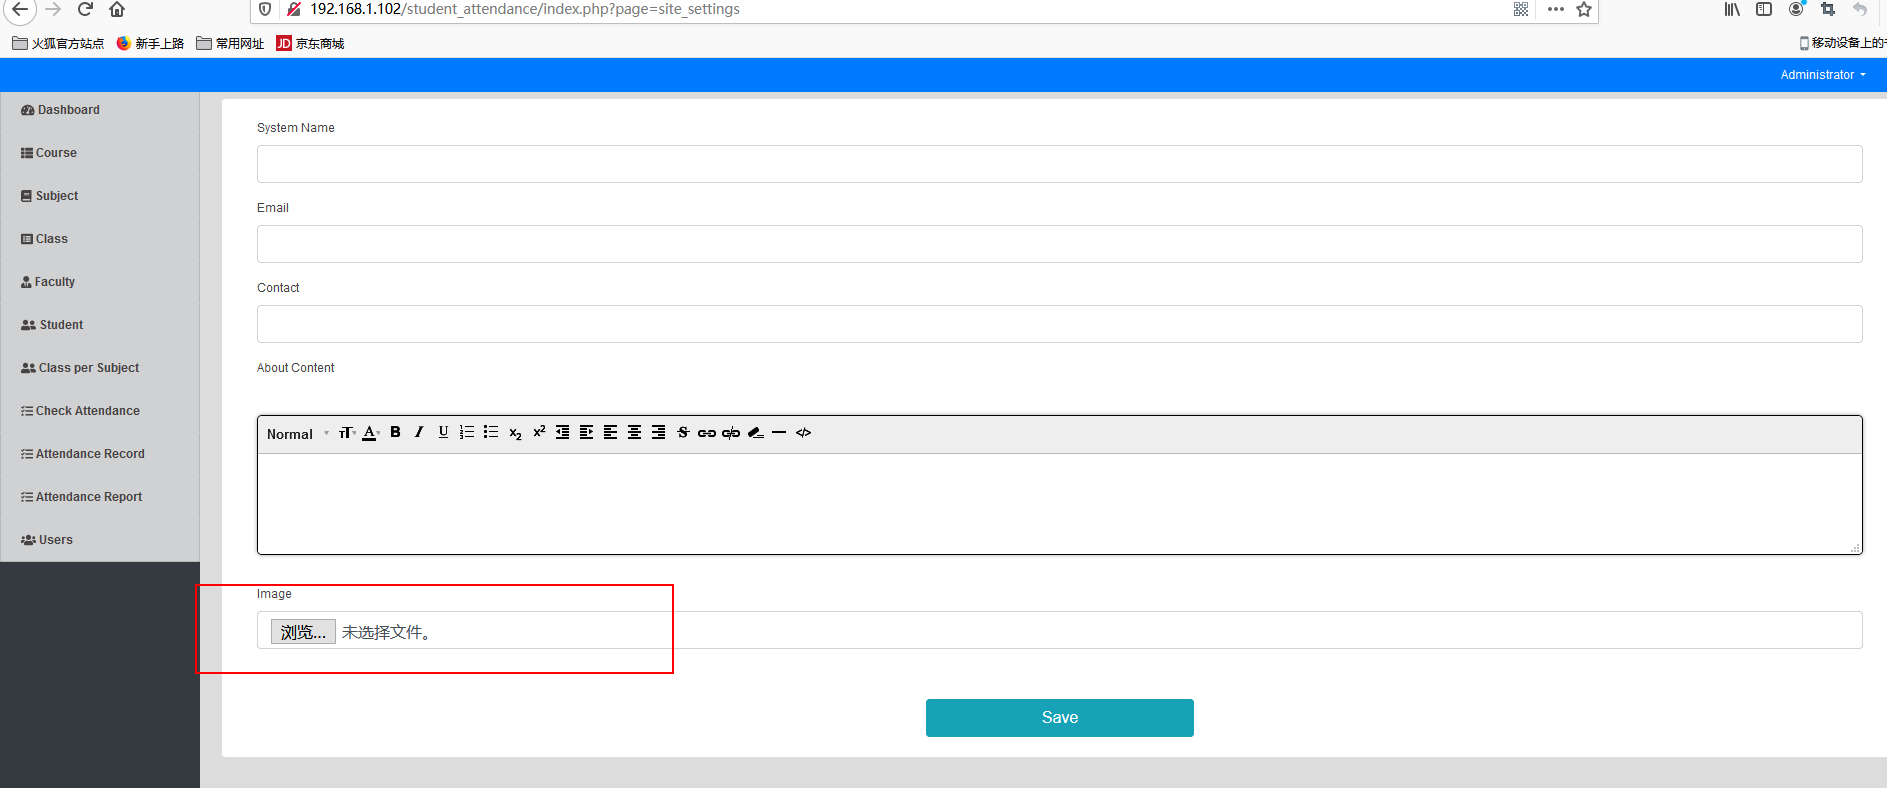 192.168.1.102/student_attendance/index.php?page=site_settings
火狐官方站点 新手上路 常用网址 JD 京东商城 移动设备上的
Administrator
Dashboard
Course
Subject
Class
Faculty
Student
Class per Subject
Check Attendance
Attendance Record
Attendance Report
Users
System Name
Email
Contact
About Content
Normal
Image
浏览... 未选择文件。
Save